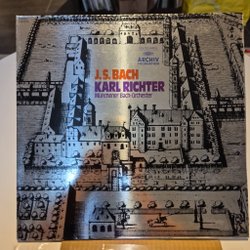 ARCHIV
J.S. BACH
KARL RICHTER
Münchener Bach-Orchester